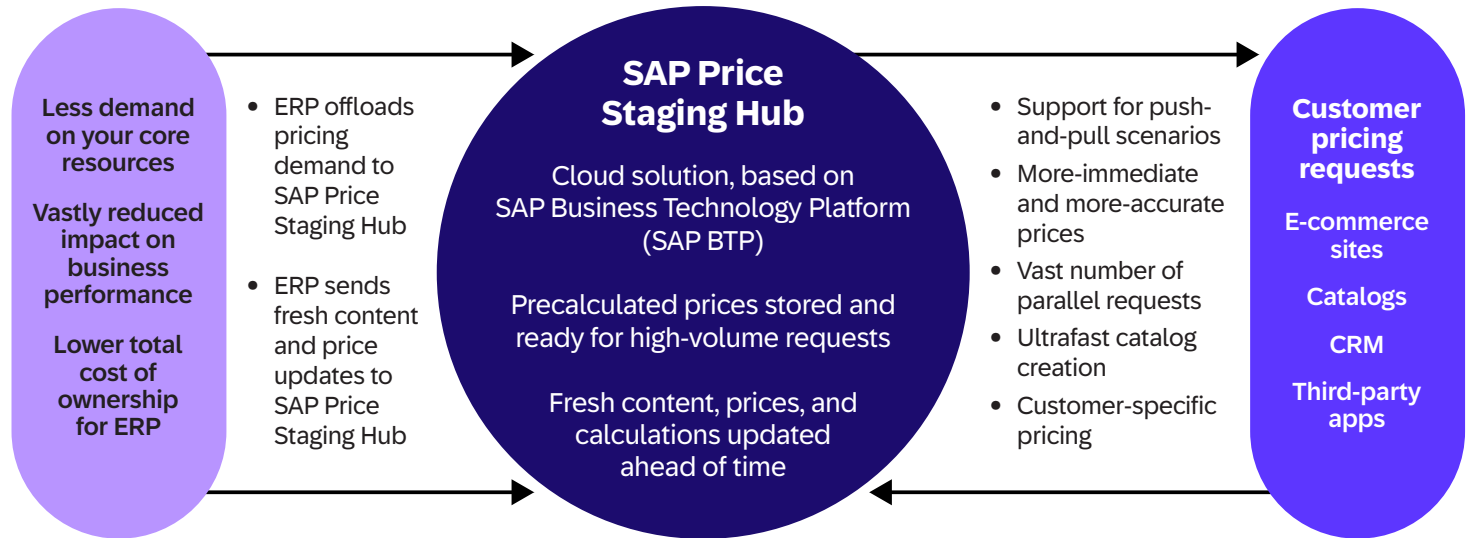 Less demand
on your core
resources
Vastly reduced
impact on
business
performance
Lower total
cost of
ownership
for ERP
• ERP offloads
pricing
demand to
SAP Price
Staging Hub
• ERP sends
fresh content
and price
updates to
SAP Price
Staging Hub
SAP Price
Staging Hub
Cloud solution, based on
SAP Business Technology Platform
(SAP BTP)
Precalculated prices stored and
ready for high-volume requests
Fresh content, prices, and
calculations updated
ahead of time
• Support for push-
and-pull scenarios
• More-immediate
and more-accurate
prices
• Vast number of
parallel requests
• Ultrafast catalog
creation
• Customer-specific
pricing
Customer
pricing
requests
E-commerce
sites
Catalogs
CRM
Third-party
apps